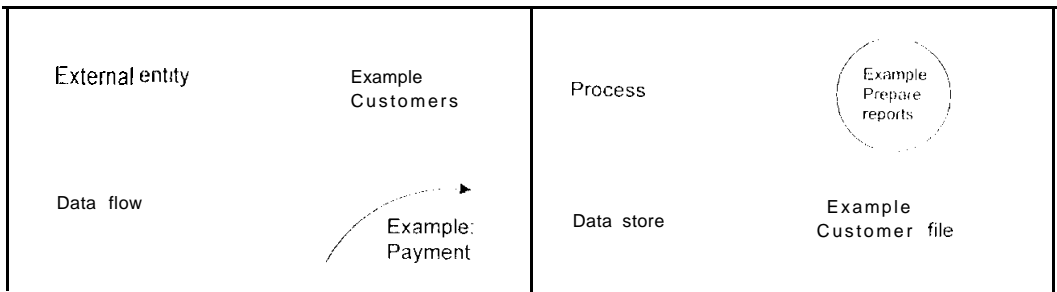 External entity
Example
Customers
Data flow
Example:
Payment
Process
Example
Prepare
reports
Data store
Example
Customer file